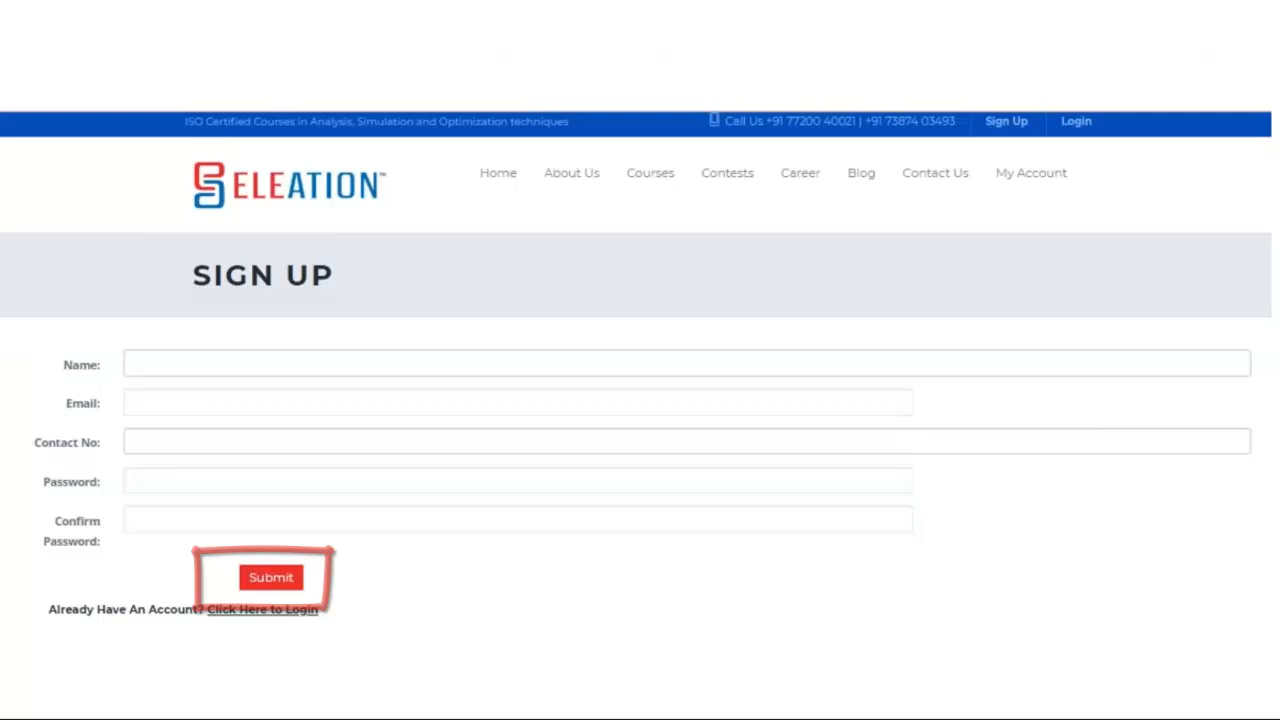 ISO Certified Courses in Analysis, Simulation and Optimization techniques
Call Us +91 77200 40021 | +91 73874 03493
Sign Up
Login
ELEATION™
Home About Us Courses Contests Career Blog Contact Us My Account
SIGN UP
Name:
Email:
Contact No:
Password:
Confirm
Password:
Submit
Already Have An Account? Click Here to Login